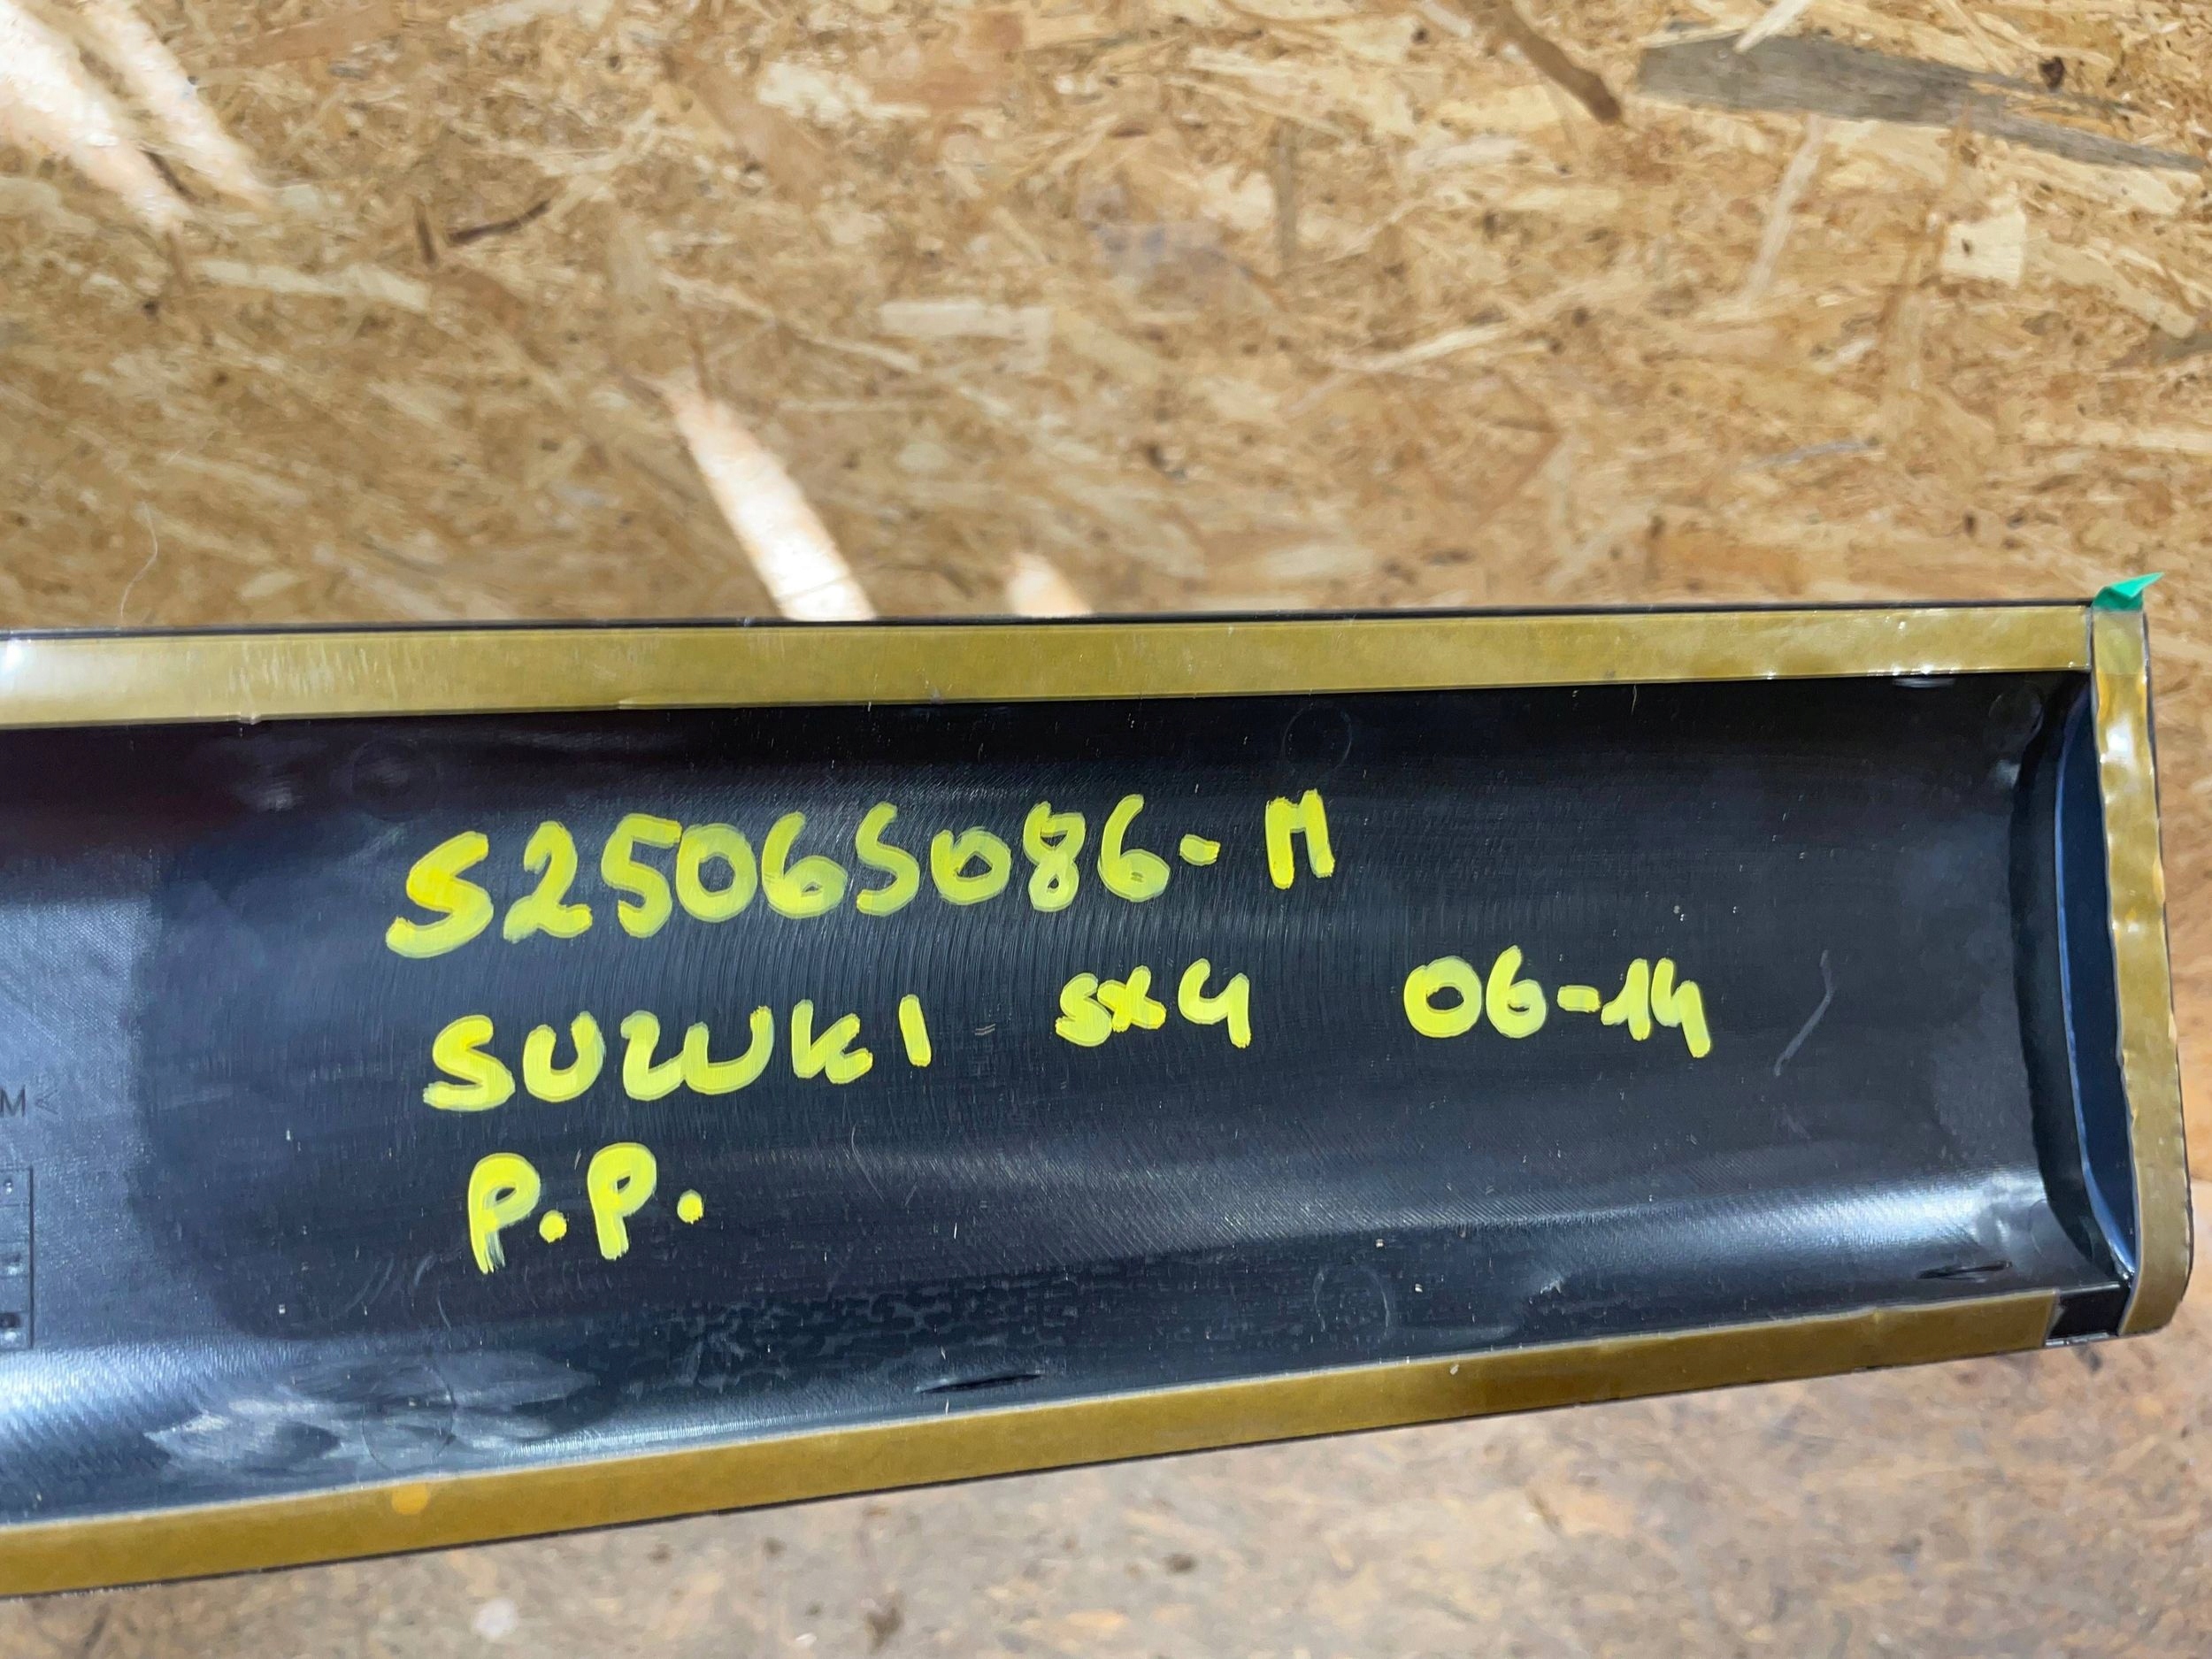 S2506S086-M
SUZUKI SX4 06-14
P.P.
M<